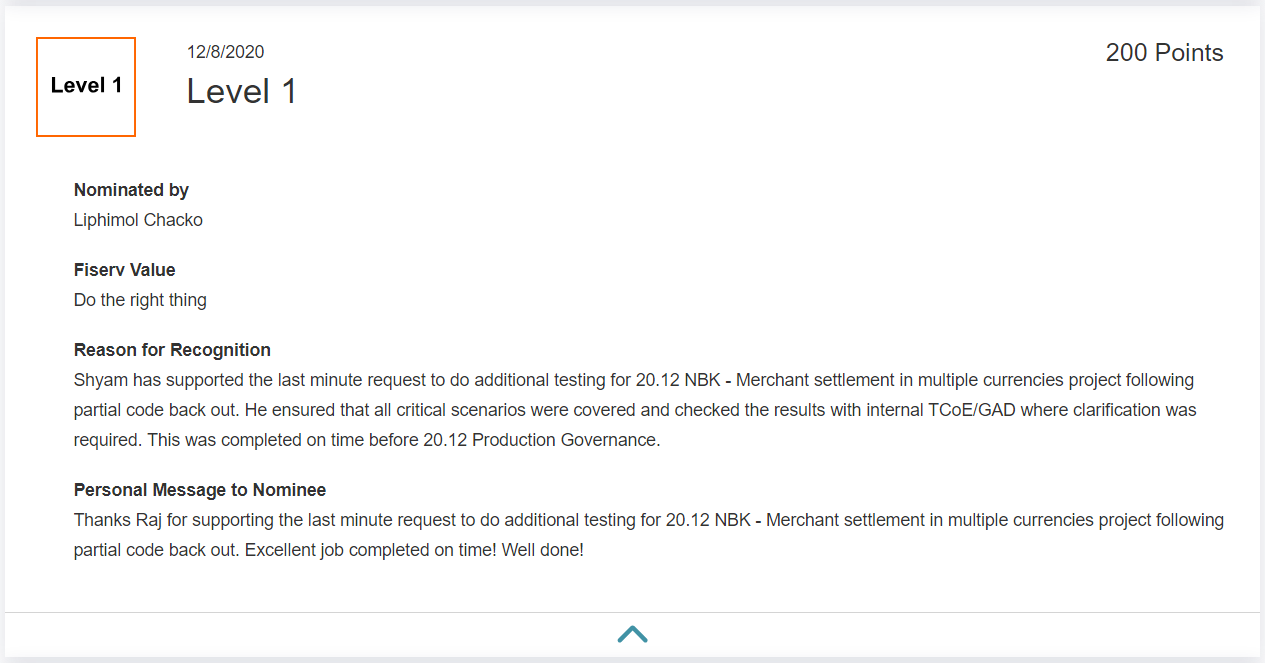 Level 1
12/8/2020
Level 1
200 Points
Nominated by
Liphimol Chacko
Fiserv Value
Do the right thing
Reason for Recognition
Shyam has supported the last minute request to do additional testing for 20.12 NBK - Merchant settlement in multiple currencies project following
partial code back out. He ensured that all critical scenarios were covered and checked the results with internal TCoE/GAD where clarification was
required. This was completed on time before 20.12 Production Governance.
Personal Message to Nominee
Thanks Raj for supporting the last minute request to do additional testing for 20.12 NBK - Merchant settlement in multiple currencies project following
partial code back out. Excellent job completed on time! Well done!